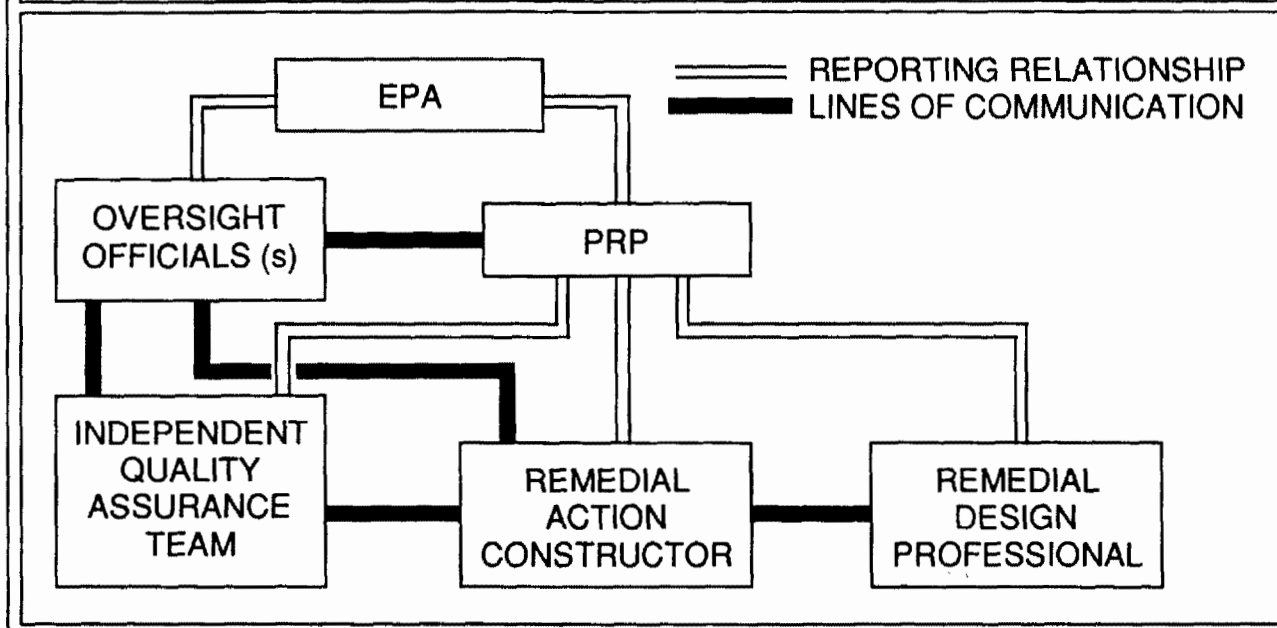 EPA
REPORTING RELATIONSHIP
LINES OF COMMUNICATION
OVERSIGHT
OFFICIALS (s)
PRP
INDEPENDENT
QUALITY
ASSURANCE
TEAM
REMEDIAL
ACTION
CONSTRUCTOR
REMEDIAL
DESIGN
PROFESSIONAL